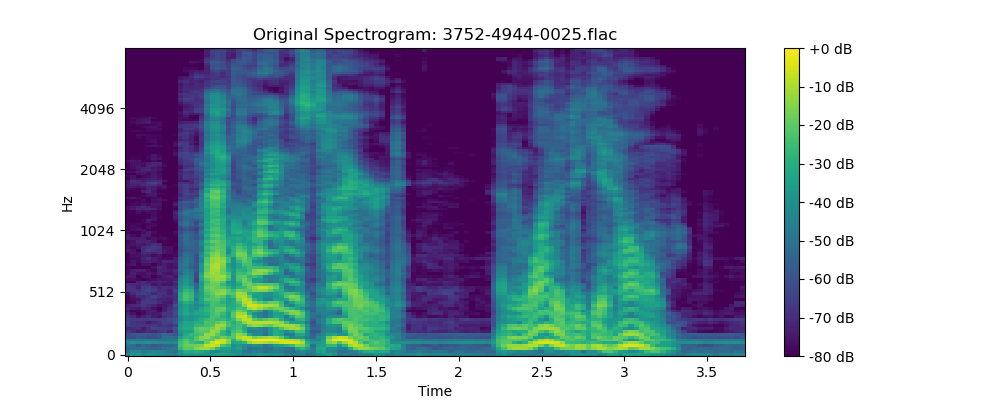 Original Spectrogram: 3752-4944-0025.flac
Hz
4096
2048
1024
512
0
0
0.5
1
1.5
2
2.5
3
3.5
Time
+0 dB
-10 dB
-20 dB
-30 dB
-40 dB
-50 dB
-60 dB
-70 dB
-80 dB